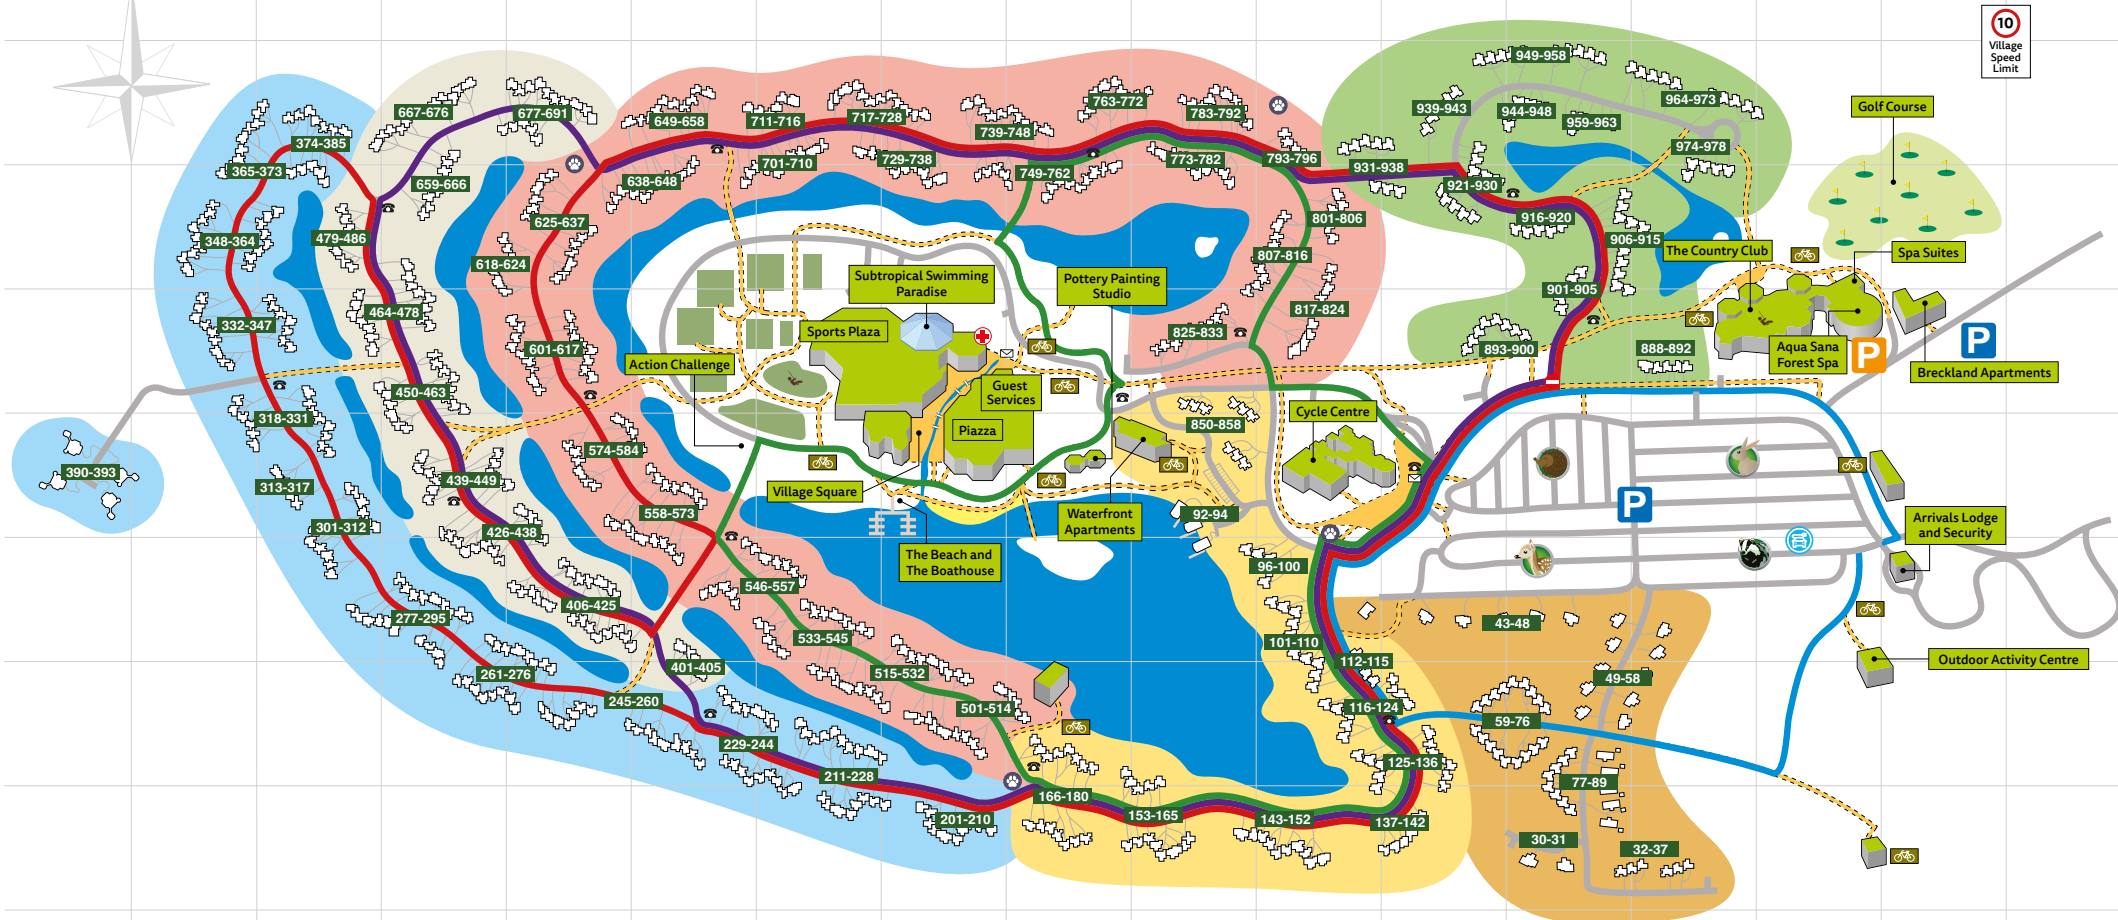 10
Village
Speed
Limit
949-958
964-973
939-943
944-948
959-963
974-978
Golf Course
667-676
677-691
649-658
711-716
717-728
739-748
763-772
783-792
374-385
365-373
701-710
729-738
749-762
773-782
793-796
931-938
921-930
638-648
659-666
625-637
801-806
916-920
906-915
The Country Club
Spa Suites
479-486
348-364
618-624
807-816
Subtropical Swimming
Paradise
Pottery Painting
Studio
901-905
464-478
332-347
Sports Plaza
825-833
817-824
601-617
893-900
888-892
Aqua Sana
Forest Spa
P
P
Breckland Apartments
Action Challenge
450-463
Guest
Services
318-331
Piazza
850-858
Cycle Centre
574-584
390-393
439-449
313-317
Village Square
P
558-573
301-312
426-438
92-94
Waterfront
Apartments
Arrivals Lodge
and Security
The Beach and
The Boathouse
96-100
546-557
406-425
277-295
533-545
101-110
43-48
112-115
401-405
261-276
515-532
49-58
Outdoor Activity Centre
245-260
501-514
116-124
59-76
229-244
211-228
125-136
77-89
166-180
201-210
153-165
143-152
137-142
30-31
32-37